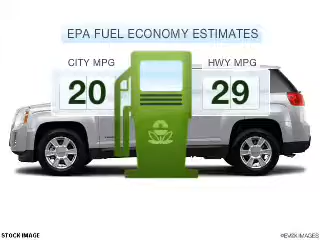 EPA FUEL ECONOMY ESTIMATES
CITY MPG
HWY MPG
20
29
STOCK IMAGE
©EVOX IMAGES